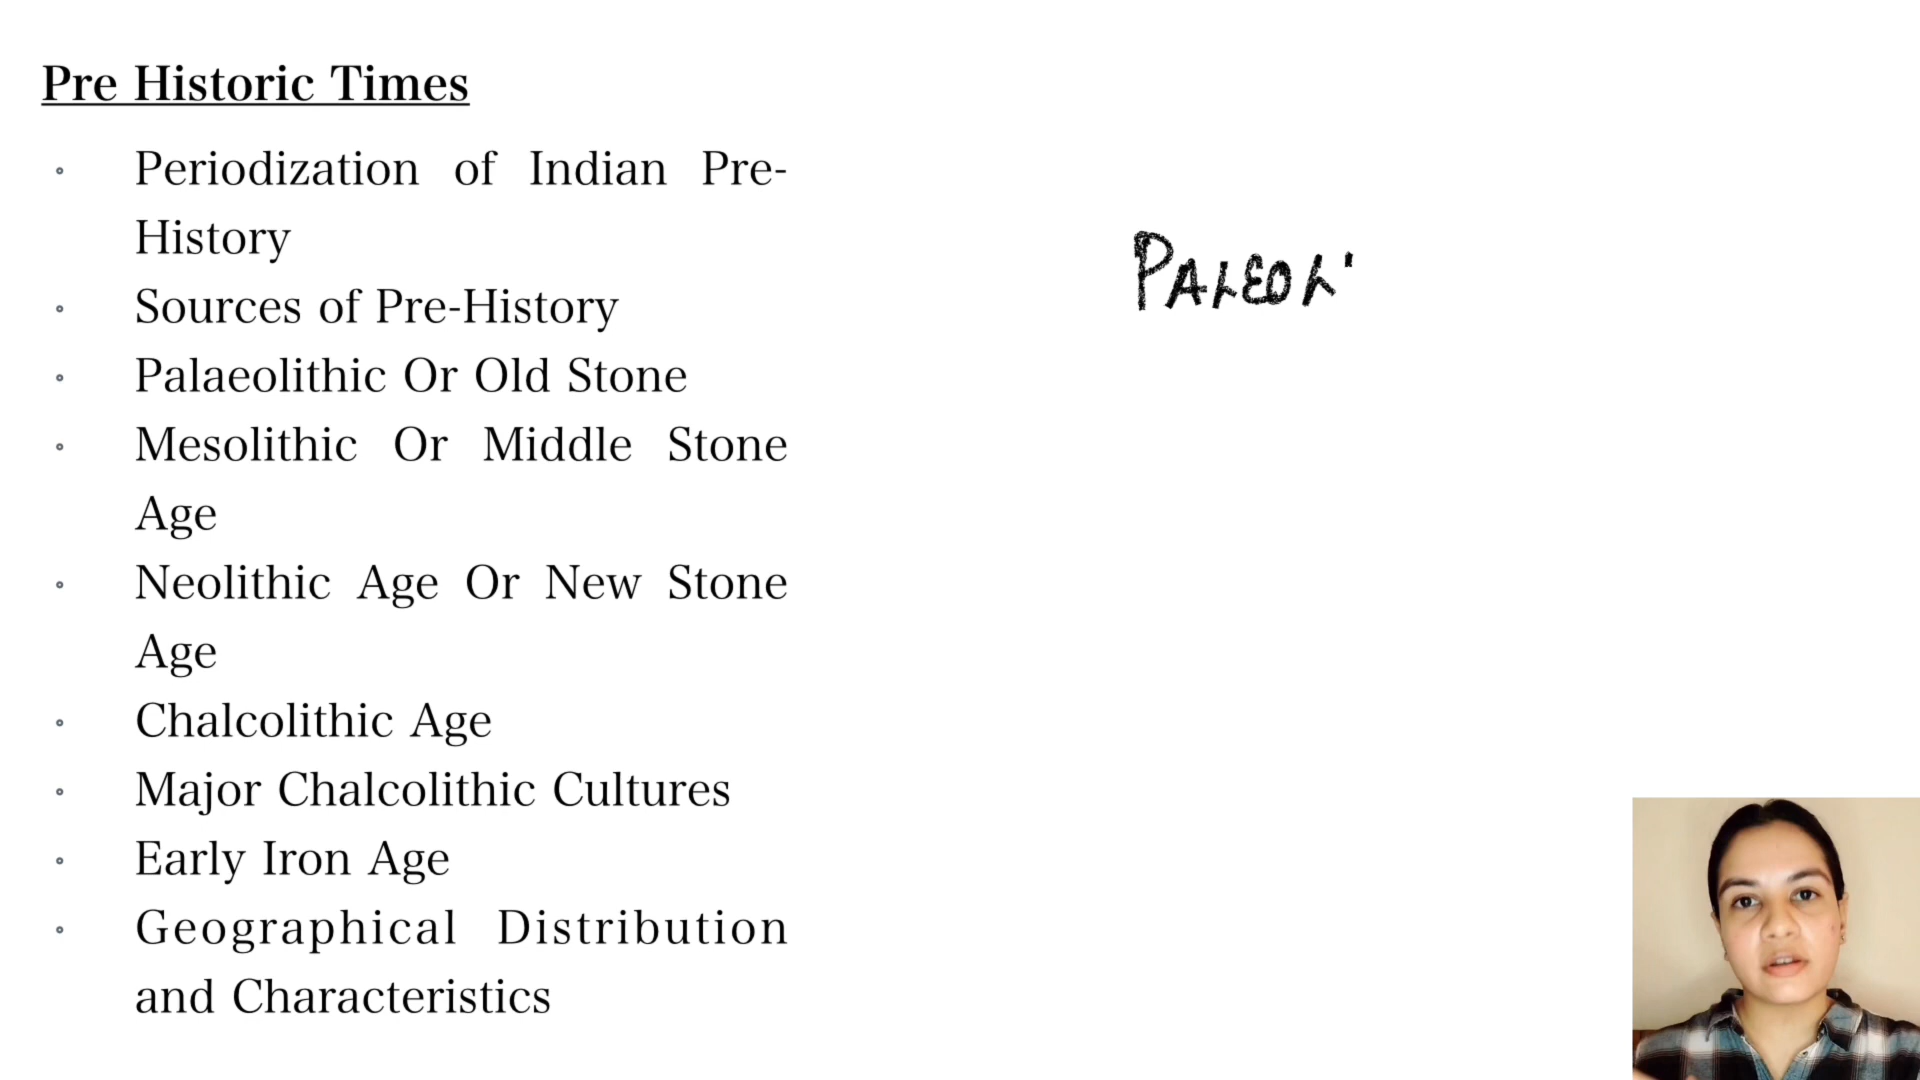 Pre Historic Times
Periodization of Indian Pre-
History
Sources of Pre-History
Palaeolithic Or Old Stone
Mesolithic Or Middle Stone
Age
Neolithic Age Or New Stone
Age
Chalcolithic Age
Major Chalcolithic Cultures
Early Iron Age
Geographical Distribution
and Characteristics
PALEOL'